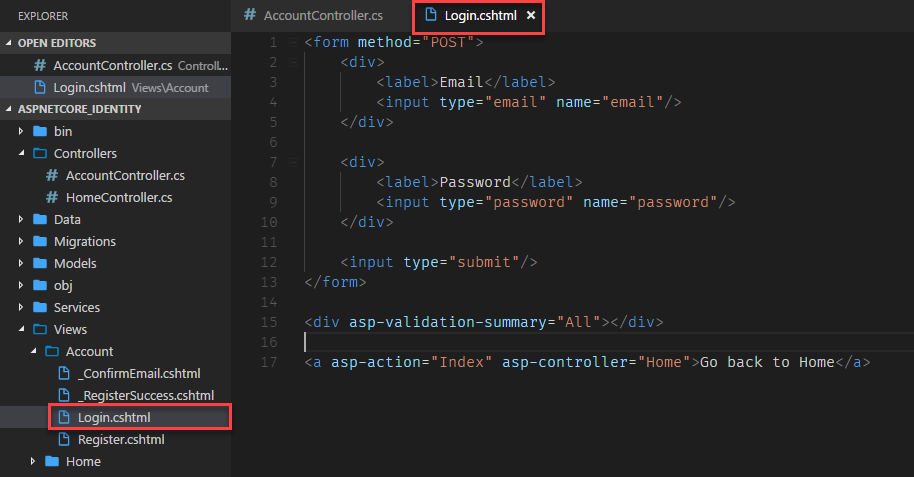 EXPLORER
OPEN EDITORS
AccountController.cs Controll...
Login.cshtml Views\Account
ASPNETCORE_IDENTITY
bin
Controllers
AccountController.cs
HomeController.cs
Data
Migrations
Models
obj
Services
Views
Account
_ConfirmEmail.cshtml
_RegisterSuccess.cshtml
Login.cshtml
Register.cshtml
Home
AccountController.cs Login.cshtml
1 <form method="POST">
2 <div>
3 <label>Email</label>
4 <input type="email" name="email"/>
5 </div>
6
7 <div>
8 <label>Password</label>
9 <input type="password" name="password"/>
10 </div>
11
12 <input type="submit"/>
13 </form>
14
15 <div asp-validation-summary="All"></div>
16
17 <a asp-action="Index" asp-controller="Home">Go back to Home</a>